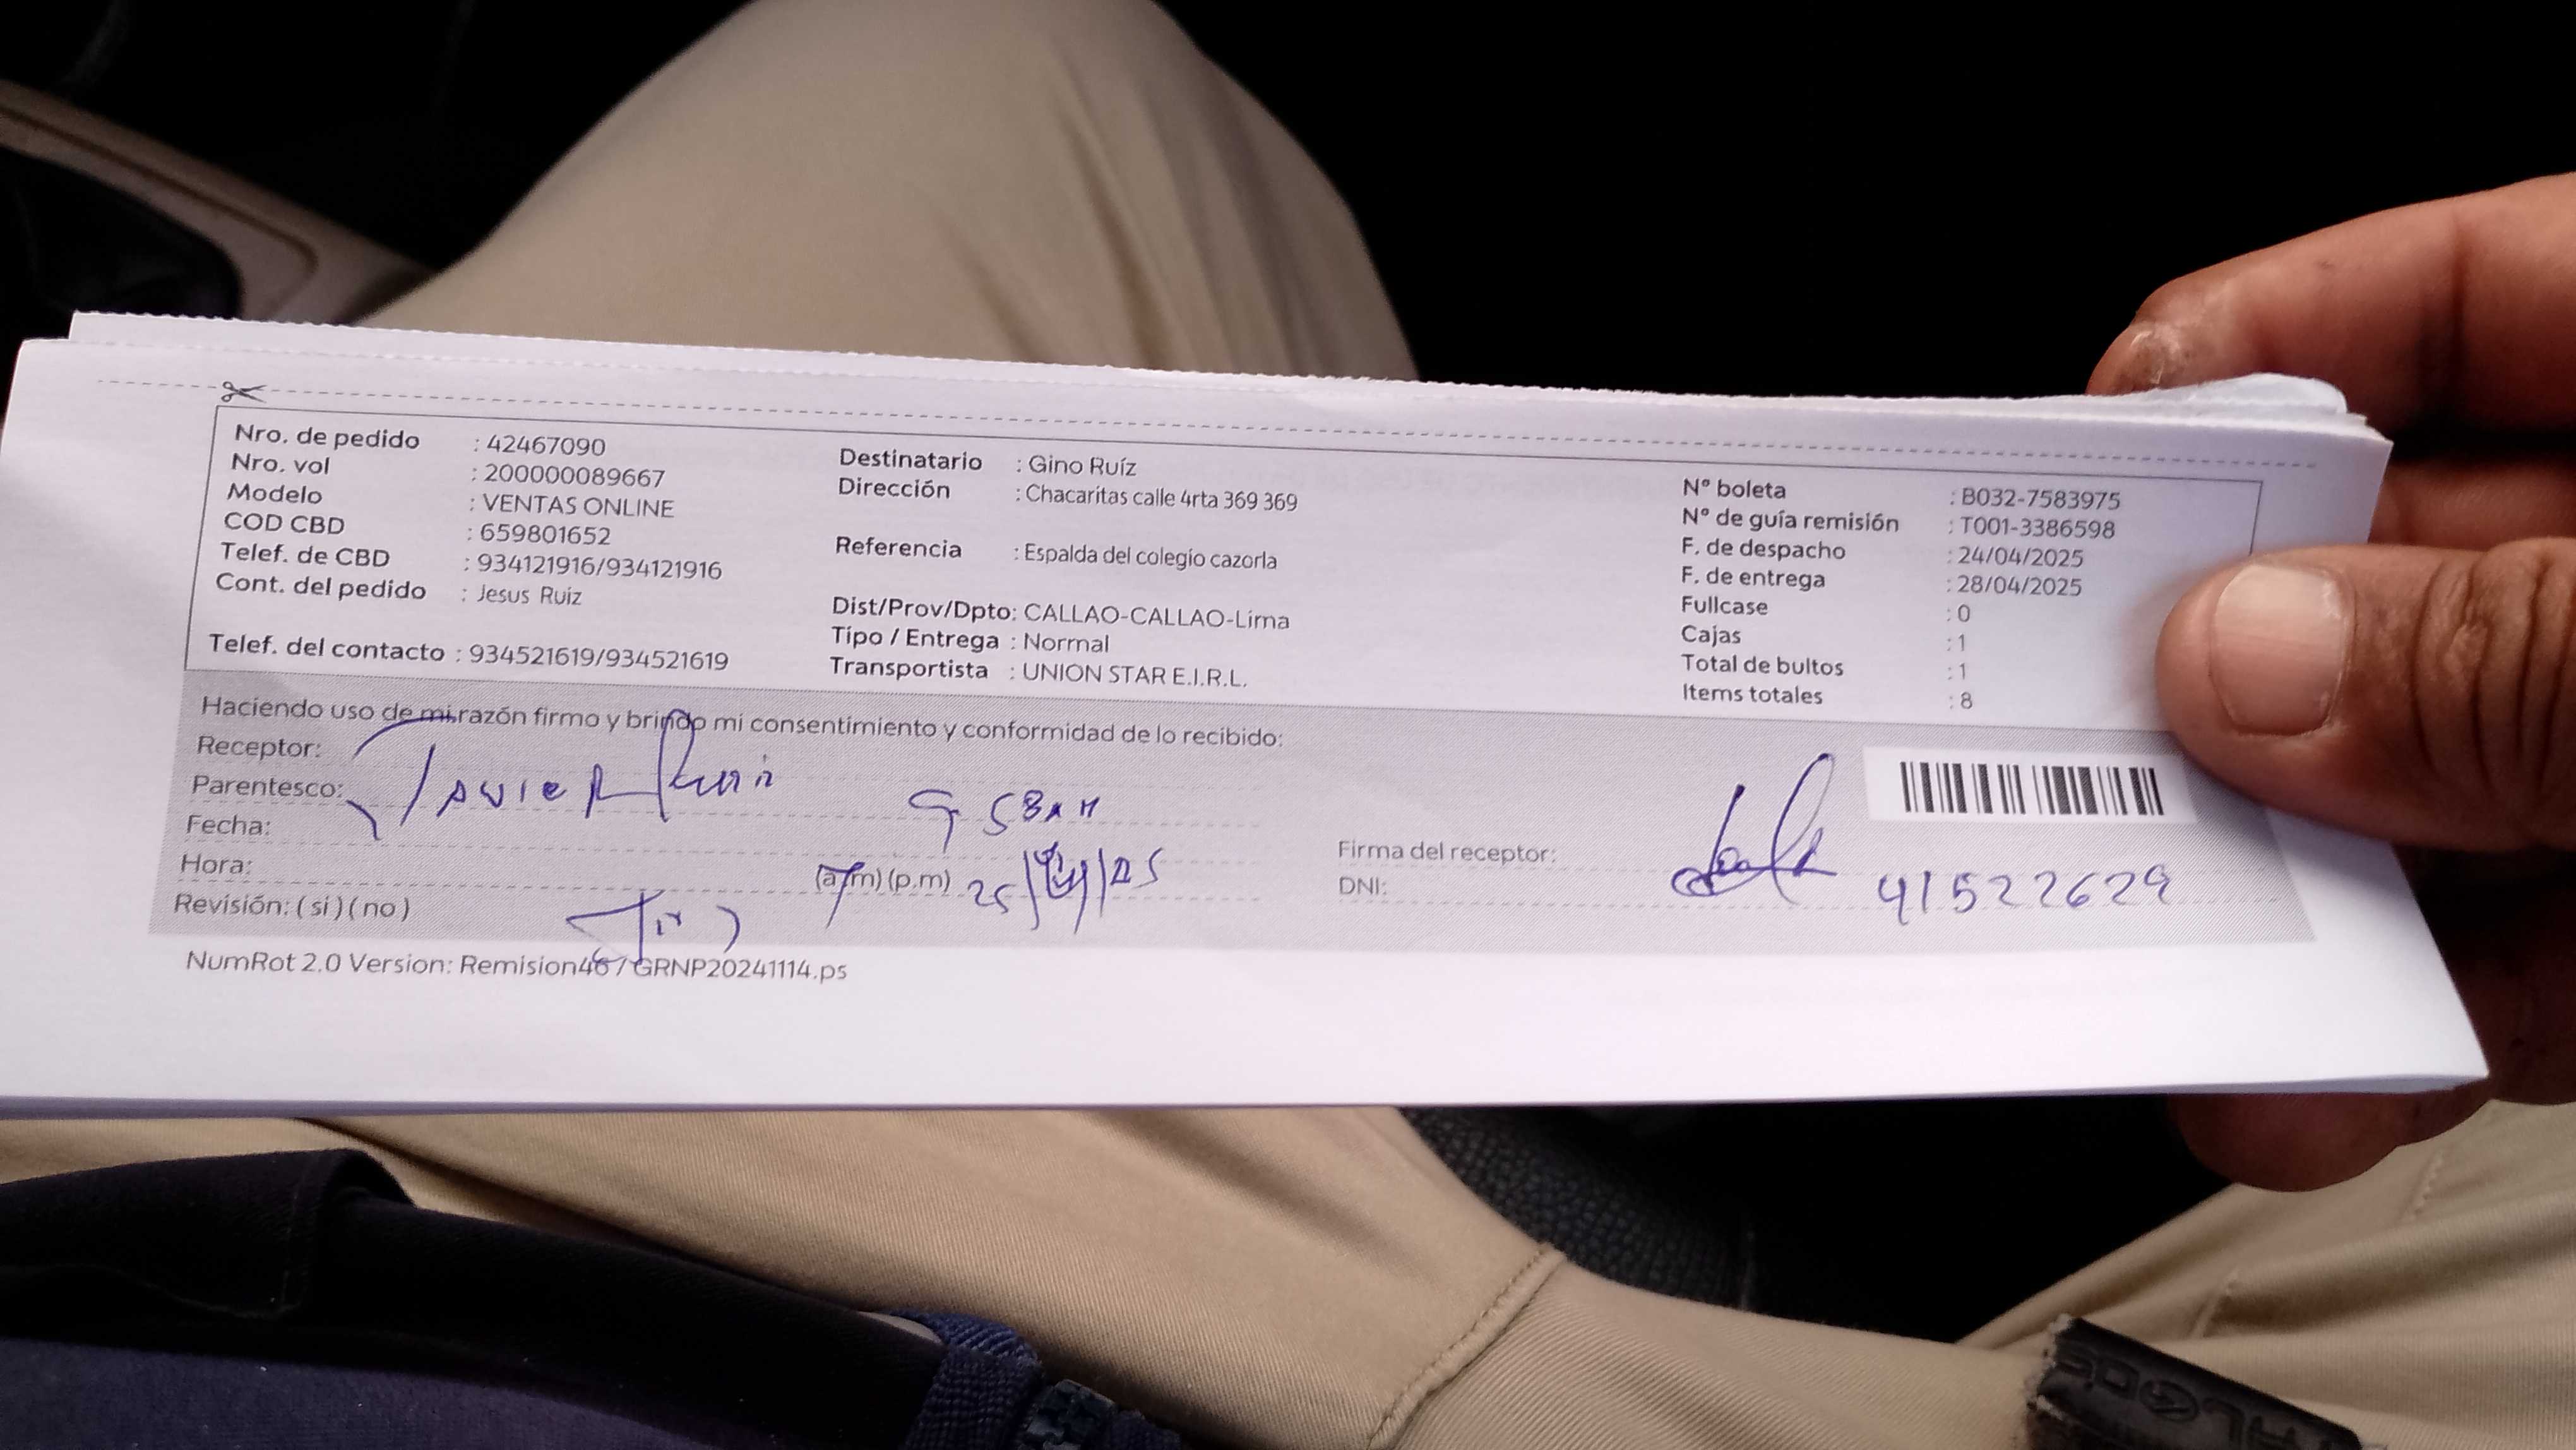 Nro. de pedido : 42467090
Nro. vol : 200000089667
Modelo : VENTAS ONLINE
COD CBD : 659801652
Telef. de CBD : 934121916/934121916
Cont. del pedido : Jesus Ruiz
Telef. del contacto : 934521619/934521619
Destinatario : Gino Ruíz
Dirección : Chacaritas calle 4rta 369 369
Referencia : Espalda del colegio cazorla
Dist/Prov/Dpto: CALLAO-CALLAO-Lima
Tipo / Entrega : Normal
Transportista : UNION STAR E.I.R.L.
N° boleta : B032-7583975
N° de guía remisión : T001-3386598
F. de despacho : 24/04/2025
F. de entrega : 28/04/2025
Fullcase : 0
Cajas : 1
Total de bultos : 1
Items totales : 8
Haciendo uso de mi razón firmo y brindo mi consentimiento y conformidad de lo recibido:
Receptor: Javier Ruiz
Parentesco:
Fecha:
Hora: (a.m) (p.m) 25/04/25
Revisión: ( si ) ( no )
Firma del receptor:
DNI: 41522629
NumRot 2.0 Version: Remision46 / GRNP20241114.ps